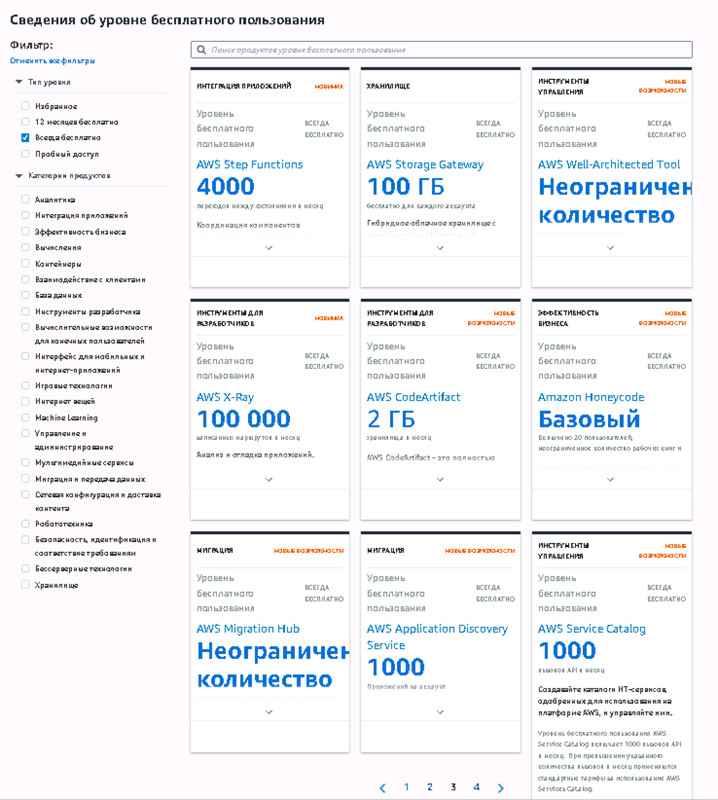 Сведения об уровне бесплатного пользования
Фильтр:
Отменить все фильтры
Тип уровня
Избранное
12 месяцев бесплатно
Всегда бесплатно
Пробный доступ
Категории продуктов
Аналитика
Интеграция приложений
Эффективность бизнеса
Вычисления
Контейнеры
Взаимодействие с клиентами
База данных
Инструменты разработчика
Вычислительные возможности
для конечных пользователей
Интерфейс для мобильных и
интернет-приложений
Игровые технологии
Интернет вещей
Machine Learning
Управление и
администрирование
Мультимедийные сервисы
Миграция и передача данных
Сетевая конфигурация и доставка
контента
Робототехника
Безопасность, идентификация и
соответствие требованиям
Бессерверные технологии
Хранилище
Поиск продуктов уровня бесплатного пользования
ИНТЕГРАЦИЯ ПРИЛОЖЕНИЙ
НОВИНКА
Уровень
бесплатного
пользования
ВСЕГДА
БЕСПЛАТНО
AWS Step Functions
4000
переходов между состояниями в месяц
Координация компонентов
ХРАНИЛИЩЕ
Уровень
бесплатного
пользования
ВСЕГДА
БЕСПЛАТНО
AWS Storage Gateway
100 ГБ
бесплатно для каждого аккаунта
Гибридное облачное хранилище с
ИНСТРУМЕНТЫ
УПРАВЛЕНИЯ
НОВЫЕ
ВОЗМОЖНОСТИ
Уровень
бесплатного
пользования
ВСЕГДА
БЕСПЛАТНО
AWS Well-Architected Tool
Неограничен
количество
ИНСТРУМЕНТЫ ДЛЯ
РАЗРАБОТЧИКОВ
НОВИНКА
Уровень
бесплатного
пользования
ВСЕГДА
БЕСПЛАТНО
AWS X-Ray
100 000
записанных маршрутов в месяц
Анализ и отладка приложений.
ИНСТРУМЕНТЫ ДЛЯ
РАЗРАБОТЧИКОВ
НОВЫЕ
ВОЗМОЖНОСТИ
Уровень
бесплатного
пользования
ВСЕГДА
БЕСПЛАТНО
AWS CodeArtifact
2 ГБ
хранилища в месяц
AWS CodeArtifact – это полностью
ЭФФЕКТИВНОСТЬ
БИЗНЕСА
НОВЫЕ
ВОЗМОЖНОСТИ
Уровень
бесплатного
пользования
ВСЕГДА
БЕСПЛАТНО
Amazon Honeycode
Базовый
Включено 20 пользователей,
неограниченное количество рабочих книг и
МИГРАЦИЯ
НОВЫЕ ВОЗМОЖНОСТИ
Уровень
бесплатного
пользования
ВСЕГДА
БЕСПЛАТНО
AWS Migration Hub
Неограничен
количество
МИГРАЦИЯ
НОВЫЕ ВОЗМОЖНОСТИ
Уровень
бесплатного
пользования
ВСЕГДА
БЕСПЛАТНО
AWS Application Discovery
Service
1000
Приложений на аккаунт
ИНСТРУМЕНТЫ
УПРАВЛЕНИЯ
НОВЫЕ
ВОЗМОЖНОСТИ
Уровень
бесплатного
пользования
ВСЕГДА
БЕСПЛАТНО
AWS Service Catalog
1000
вызовов API в месяц
Создавайте каталоги ИТ-сервисов,
одобренных для использования на
платформе AWS, и управляйте ими.
Уровень бесплатного пользования AWS
Service Catalog включает 1000 вызовов API
в месяц. При превышении указанного
количества вызовов в месяц применяются
стандартные тарифы за использование AWS
Services Catalog.
1 2 3 4